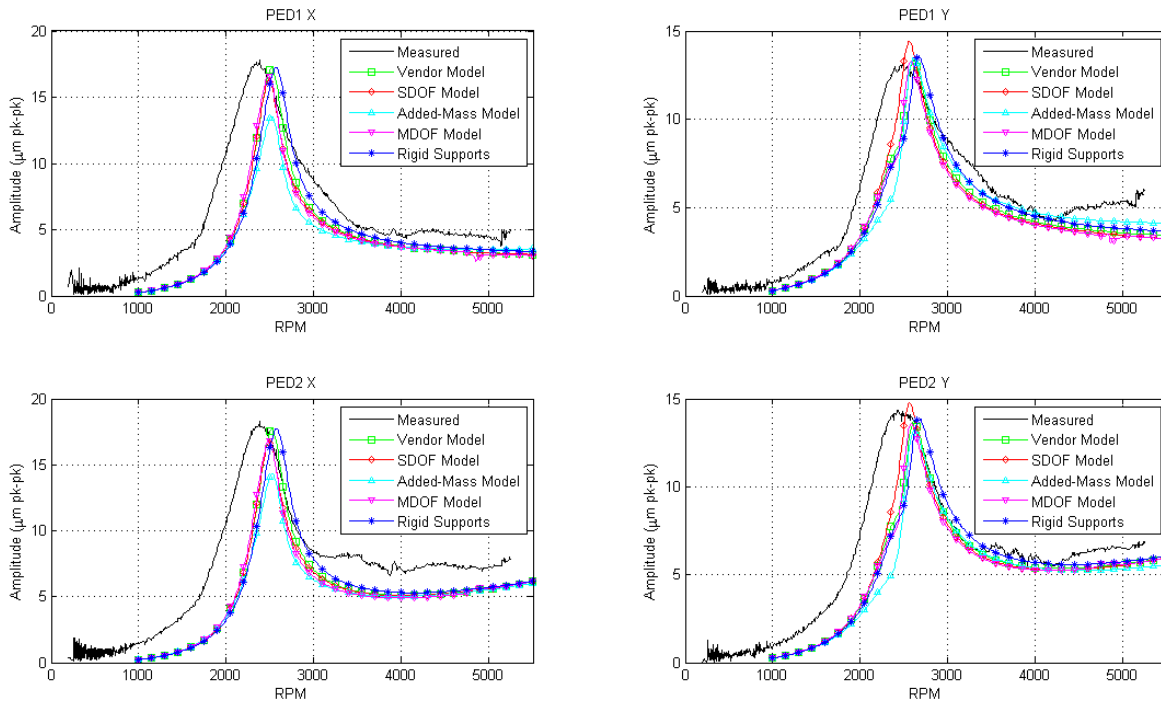 PED1 X
20
15
10
5
0
Amplitude (μm pk-pk)
0 1000 2000 3000 4000 5000
RPM
Measured
Vendor Model
SDOF Model
Added-Mass Model
MDOF Model
Rigid Supports
PED1 Y
15
10
5
0
Amplitude (μm pk-pk)
0 1000 2000 3000 4000 5000
RPM
Measured
Vendor Model
SDOF Model
Added-Mass Model
MDOF Model
Rigid Supports
PED2 X
20
15
10
5
0
Amplitude (μm pk-pk)
0 1000 2000 3000 4000 5000
RPM
Measured
Vendor Model
SDOF Model
Added-Mass Model
MDOF Model
Rigid Supports
PED2 Y
15
10
5
0
Amplitude (μm pk-pk)
0 1000 2000 3000 4000 5000
RPM
Measured
Vendor Model
SDOF Model
Added-Mass Model
MDOF Model
Rigid Supports